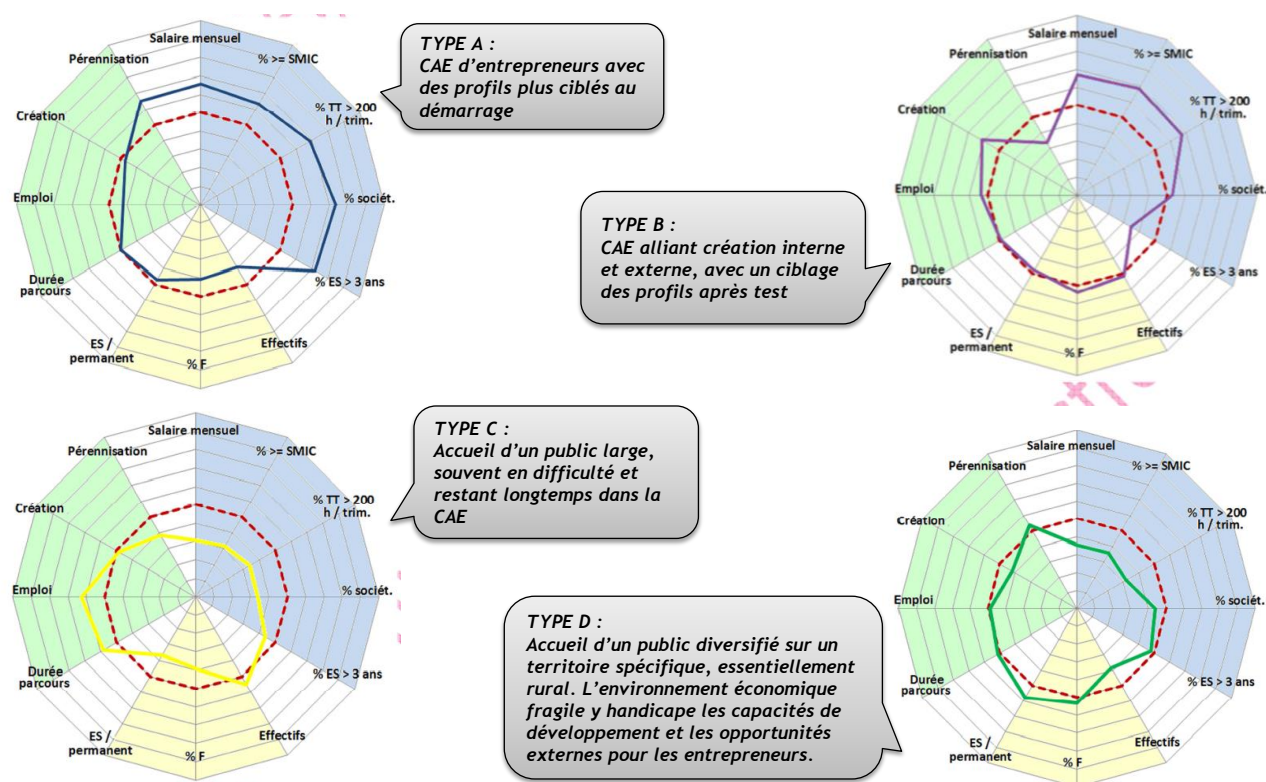 Salaire mensuel
% >= SMIC
% TT > 200
h / trim.
% sociét.
% ES > 3 ans
Effectifs
% F
ES /
permanent
Durée
parcours
Emploi
Création
Pérennisation
TYPE A :
CAE d'entrepreneurs avec
des profils plus ciblés au
démarrage
Salaire mensuel
% >= SMIC
% TT > 200
h / trim.
% sociét.
% ES > 3 ans
Effectifs
% F
ES /
permanent
Durée
parcours
Emploi
Création
Pérennisation
TYPE B :
CAE alliant création interne
et externe, avec un ciblage
des profils après test
Salaire mensuel
% >= SMIC
% TT > 200
h / trim.
% sociét.
% ES > 3 ans
Effectifs
% F
ES /
permanent
Durée
parcours
Emploi
Création
Pérennisation
TYPE C :
Accueil d'un public large,
souvent en difficulté et
restant longtemps dans la
CAE
Salaire mensuel
% >= SMIC
% TT > 200
h / trim.
% sociét.
% ES > 3 ans
Effectifs
% F
ES /
permanent
Durée
parcours
Emploi
Création
Pérennisation
TYPE D :
Accueil d'un public diversifié sur un
territoire spécifique, essentiellement
rural. L'environnement économique
fragile y handicape les capacités de
développement et les opportunités
externes pour les entrepreneurs.